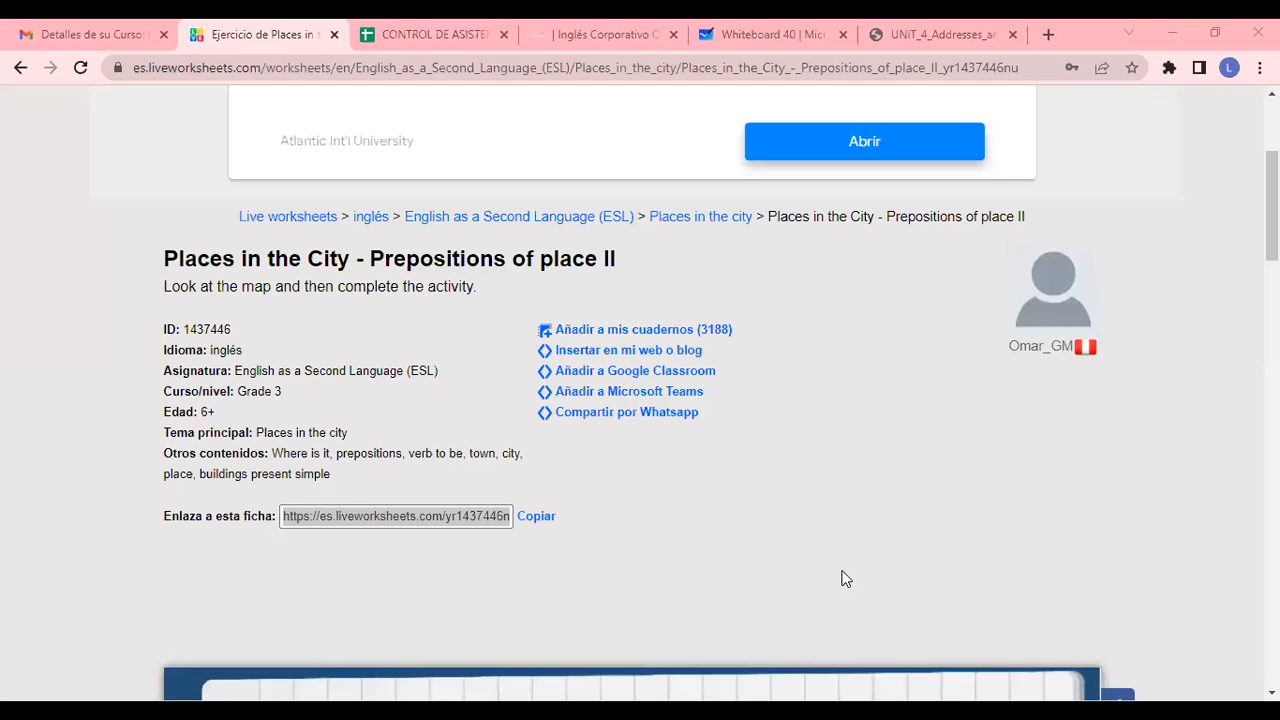 Detalles de su Curso:
Ejercicio de Places in t
CONTROL DE ASISTEN
| Inglés Corporativo O
Whiteboard 40 | Micr
UNiT_4_Addresses_ar
es.liveworksheets.com/worksheets/en/English_as_a_Second_Language_(ESL)/Places_in_the_city/Places_in_the_City_-_Prepositions_of_place_II_yr1437446nu
L
Atlantic Int'l University
Abrir
Live worksheets > inglés > English as a Second Language (ESL) > Places in the city > Places in the City - Prepositions of place II
Places in the City - Prepositions of place II
Look at the map and then complete the activity.
ID: 1437446
Idioma: inglés
Asignatura: English as a Second Language (ESL)
Curso/nivel: Grade 3
Edad: 6+
Tema principal: Places in the city
Otros contenidos: Where is it, prepositions, verb to be, town, city,
place, buildings present simple
Añadir a mis cuadernos (3188)
Insertar en mi web o blog
Añadir a Google Classroom
Añadir a Microsoft Teams
Compartir por Whatsapp
Omar_GM
Enlaza a esta ficha: https://es.liveworksheets.com/yr1437446n Copiar